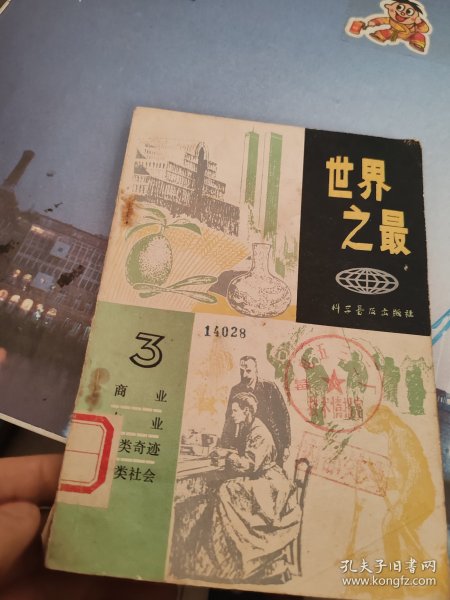 世界
之最
科学普及出版社
3
14028
商 业
业
类奇迹
类社会
孔夫子旧书网
www.kongfz.com